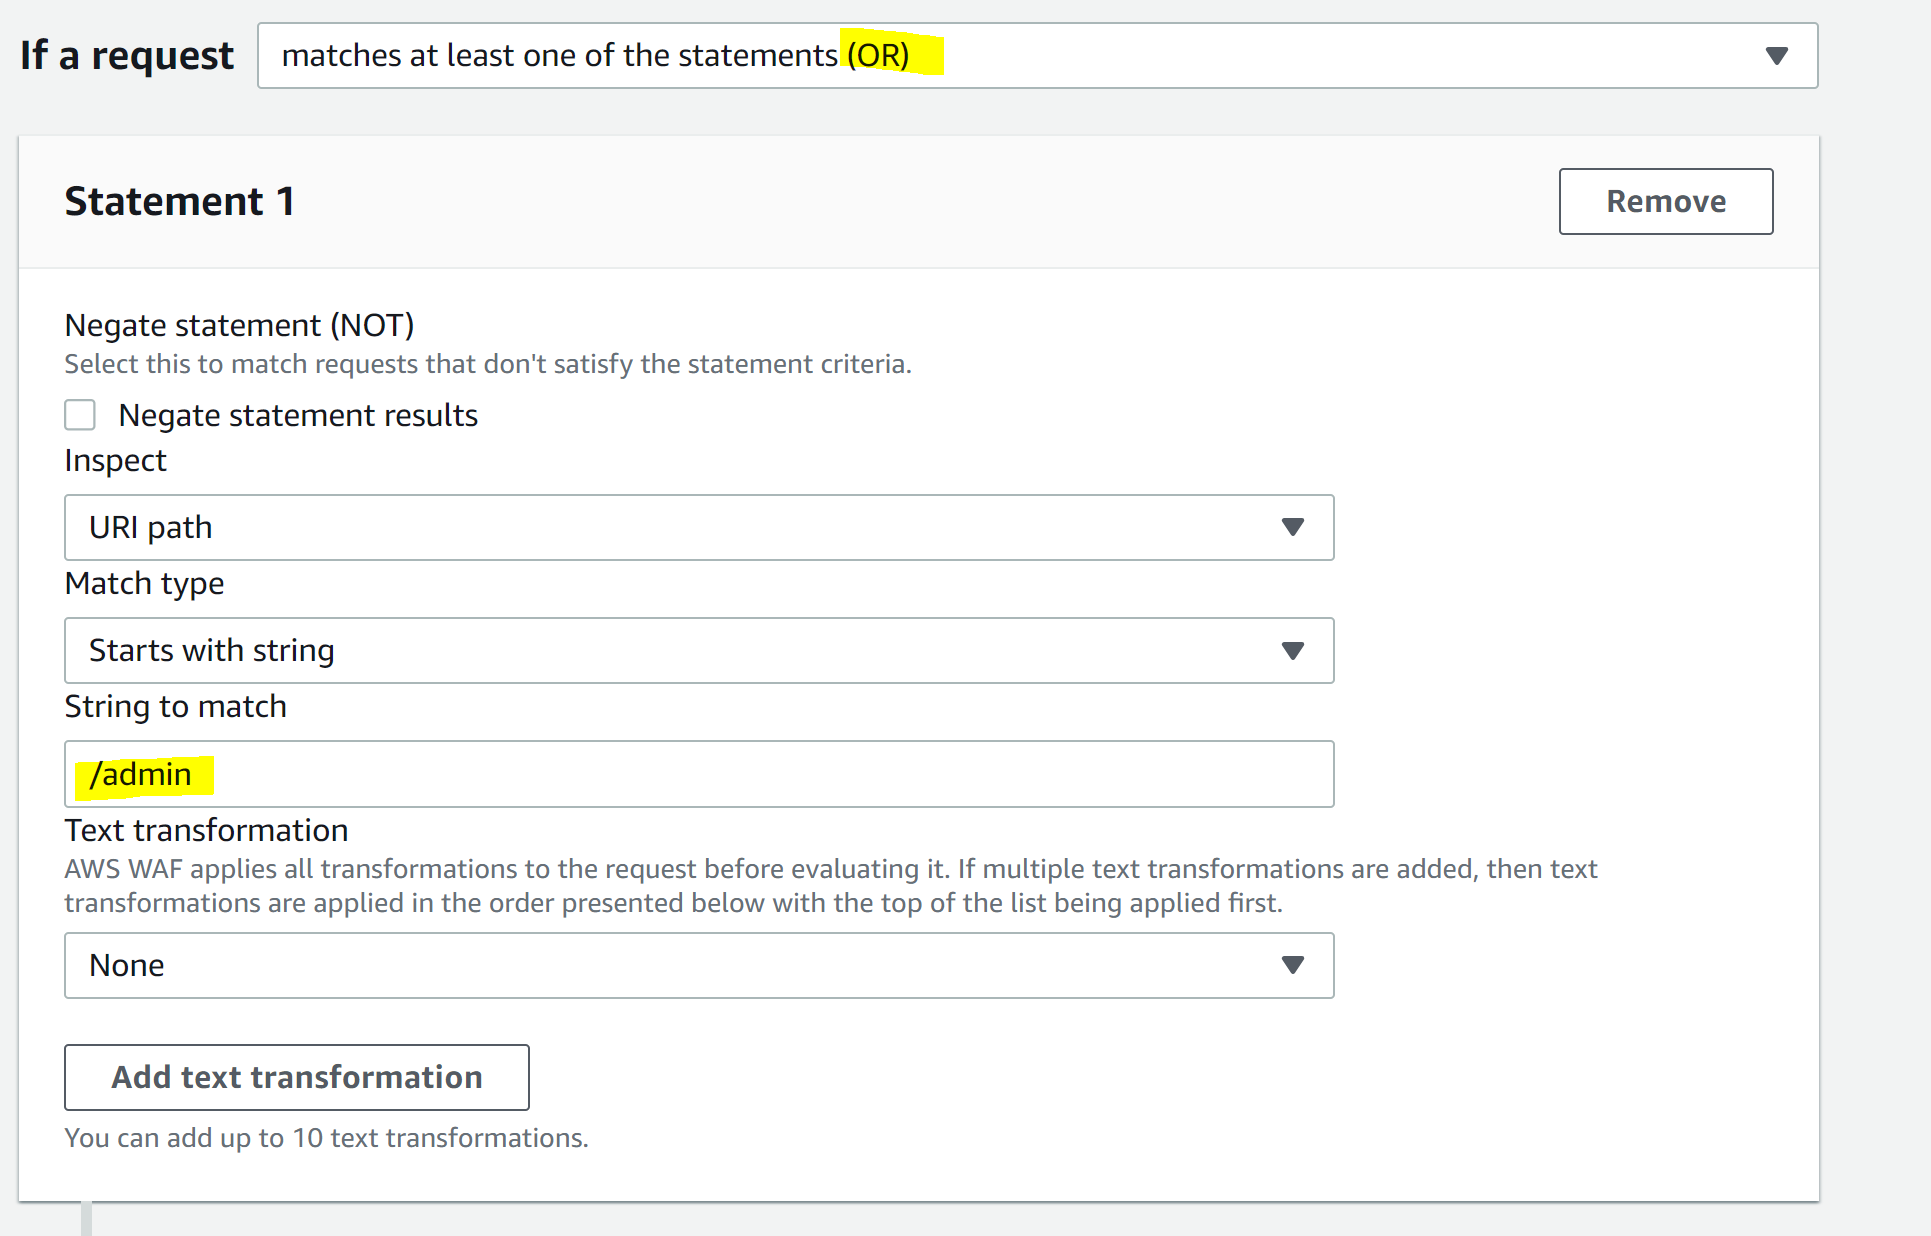 If a request
matches at least one of the statements (OR)
Statement 1
Remove
Negate statement (NOT)
Select this to match requests that don't satisfy the statement criteria.
Negate statement results
Inspect
URI path
Match type
Starts with string
String to match
/admin
Text transformation
AWS WAF applies all transformations to the request before evaluating it. If multiple text transformations are added, then text
transformations are applied in the order presented below with the top of the list being applied first.
None
Add text transformation
You can add up to 10 text transformations.